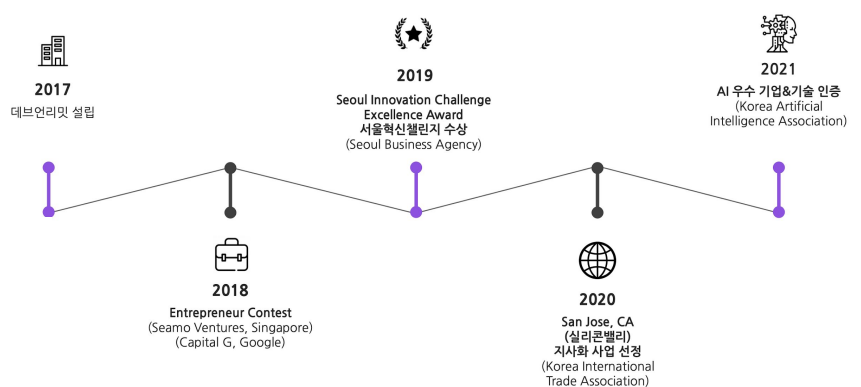 2017
데브언리밋 설립
2018
Entrepreneur Contest
(Seamo Ventures, Singapore)
(Capital G, Google)
2019
Seoul Innovation Challenge
Excellence Award
서울혁신챌린지 수상
(Seoul Business Agency)
2020
San Jose, CA
(실리콘밸리)
지사화 사업 선정
(Korea International
Trade Association)
2021
AI 우수 기업&기술 인증
(Korea Artificial
Intelligence Association)